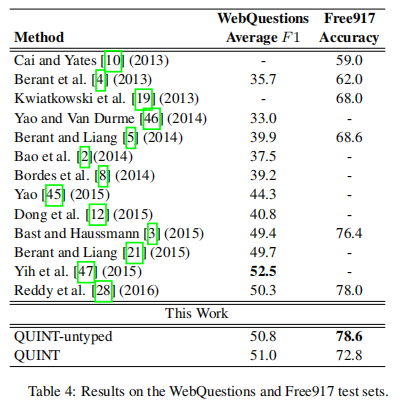 WebQuestions Free917
Method Average F1 Accuracy
Cai and Yates [10] (2013) - 59.0
Berant et al. [4] (2013) 35.7 62.0
Kwiatkowski et al. [19] (2013) - 68.0
Yao and Van Durme [46] (2014) 33.0 -
Berant and Liang [5] (2014) 39.9 68.6
Bao et al. [2](2014) 37.5 -
Bordes et al. [8] (2014) 39.2 -
Yao [45] (2015) 44.3 -
Dong et al. [12] (2015) 40.8 -
Bast and Haussmann [3] (2015) 49.4 76.4
Berant and Liang [21] (2015) 49.7 -
Yih et al. [47] (2015) 52.5 -
Reddy et al. [28] (2016) 50.3 78.0
This Work
QUINT-untyped 50.8 78.6
QUINT 51.0 72.8
Table 4: Results on the WebQuestions and Free917 test sets.